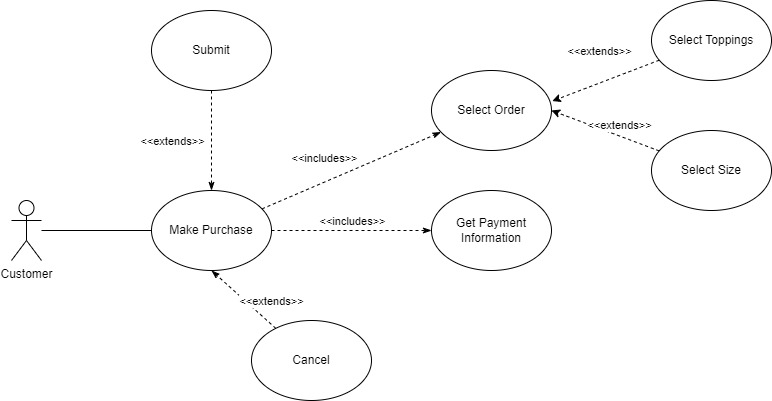 Submit
Select Toppings
<<extends>>
Select Order
<<extends>>
<<extends>>
<<includes>>
Select Size
Make Purchase
<<includes>>
Get Payment
Information
Customer
<<extends>>
Cancel